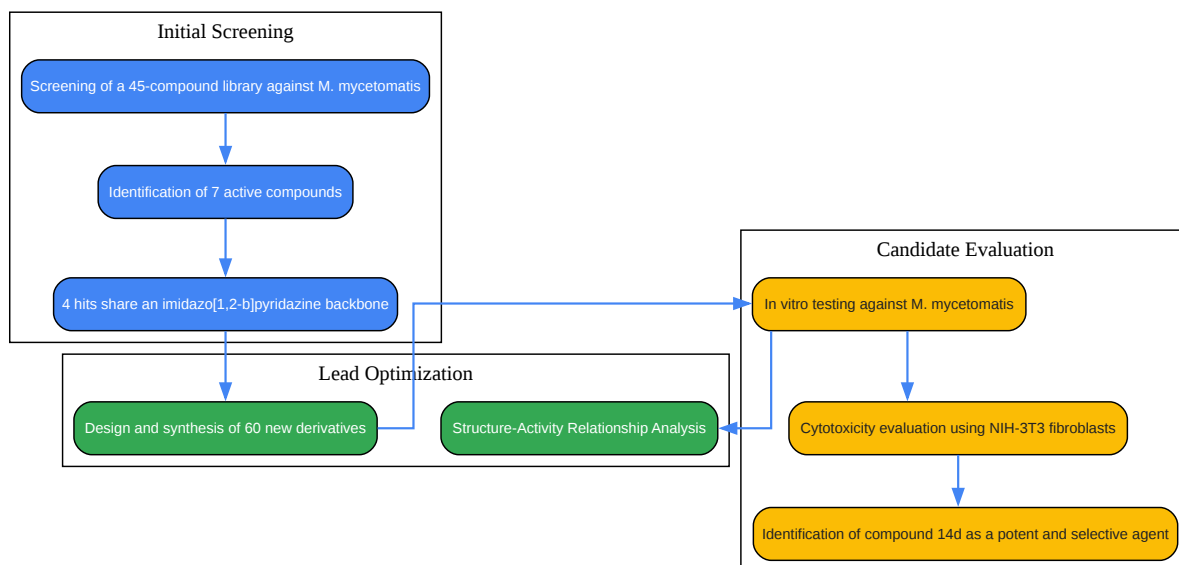 Initial Screening
Screening of a 45-compound library against M. mycetomatis
Identification of 7 active compounds
4 hits share an imidazo[1,2-b]pyridazine backbone
Lead Optimization
Design and synthesis of 60 new derivatives
Structure-Activity Relationship Analysis
Candidate Evaluation
In vitro testing against M. mycetomatis
Cytotoxicity evaluation using NIH-3T3 fibroblasts
Identification of compound 14d as a potent and selective agent